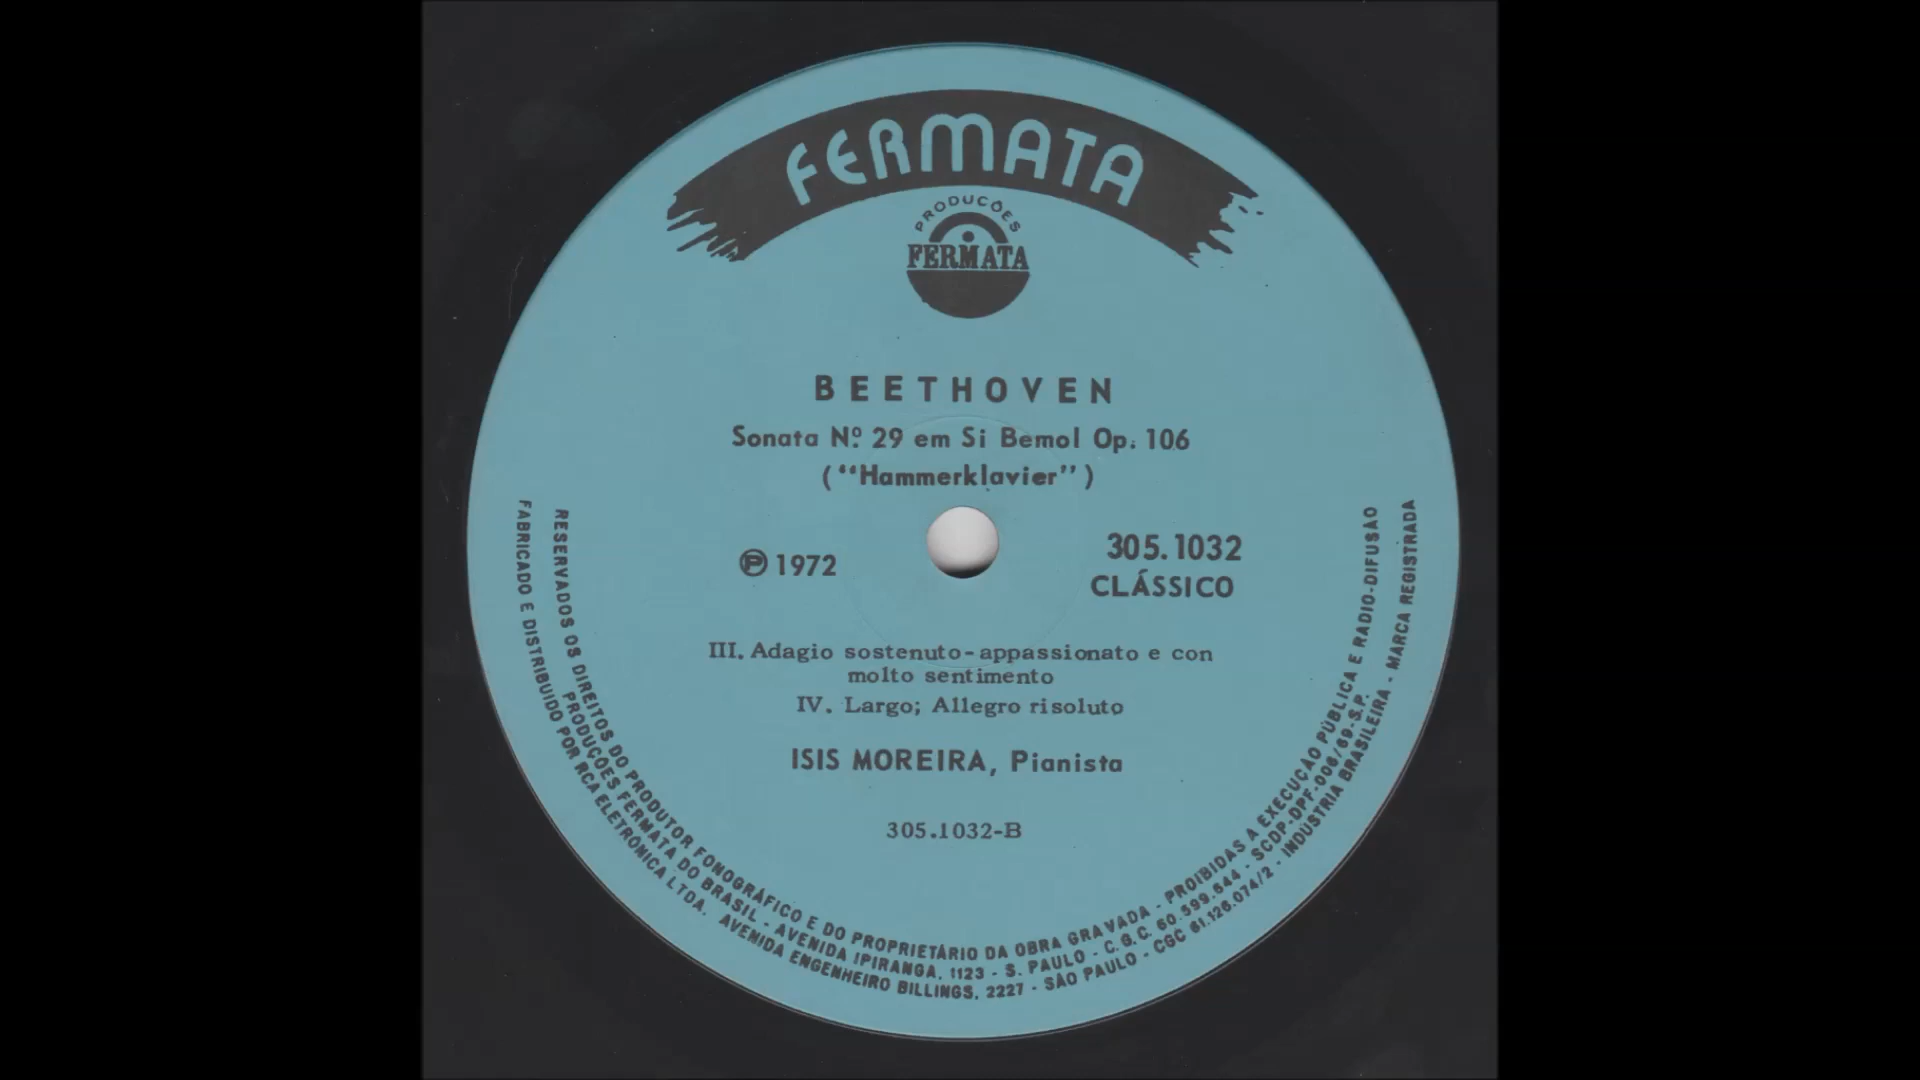 FERMATA
PRODUCÕES
FERMATA
BEETHOVEN
Sonata Nº 29 em Si Bemol Op. 106
(“Hammerklavier”)
℗ 1972
305.1032
CLÁSSICO
III. Adagio sostenuto-appassionato e con
molto sentimento
IV. Largo; Allegro risoluto
ISIS MOREIRA, Pianista
305.1032-B
RESERVADOS OS DIREITOS DO PRODUTOR FONOGRÁFICO E DO PROPRIETÁRIO DA OBRA GRAVADA - PROIBIDAS A EXECUÇÃO PÚBLICA E RADIO-DIFUSÃO
PRODUÇÕES FERMATA DO BRASIL - AVENIDA IPIRANGA, 1123 - S. PAULO - C.G.C. 60.599.544 - SCDP-DPF-006/69-S.P.
FABRICADO E DISTRIBUIDO POR RCA ELETRÔNICA LTDA. AVENIDA ENGENHEIRO BILLINGS, 2227 - SÃO PAULO - CGC 61.126.074/2 - INDÚSTRIA BRASILEIRA - MARCA REGISTRADA